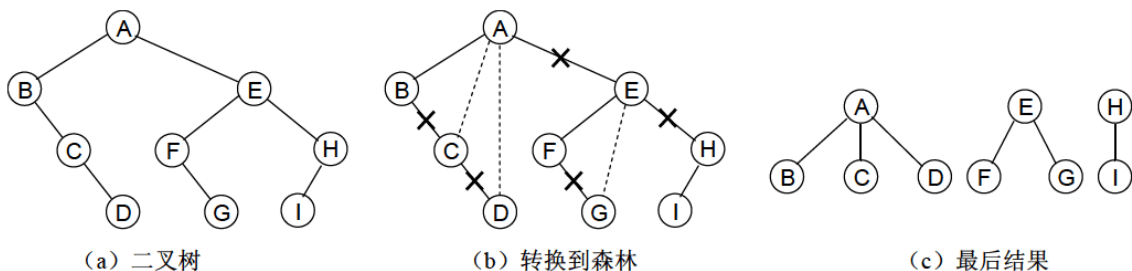 A A
B E B E A E H
C F H C F H B C D F G I
D G I D G I
（a）二叉树 （b）转换到森林 （c）最后结果